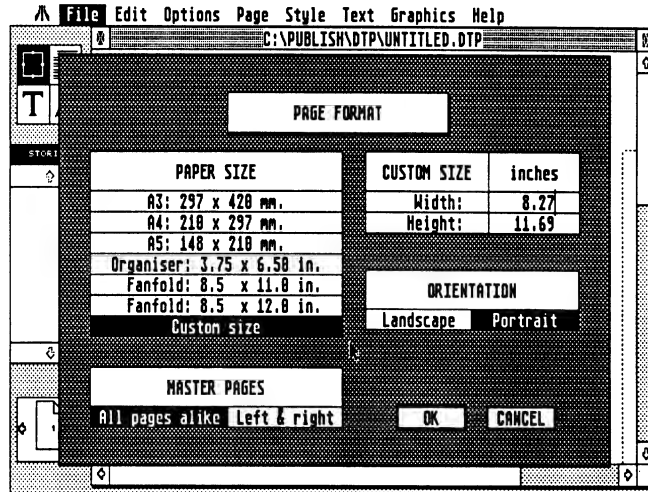 File Edit Options Page Style Text Graphics Help
C:\PUBLISH\DTP\UNTITLED.DTP
T
PAGE FORMAT
STORI
PAPER SIZE
A3: 297 x 420 mm.
A4: 210 x 297 mm.
A5: 148 x 210 mm.
Organiser: 3.75 x 6.50 in.
Fanfold: 8.5 x 11.0 in.
Fanfold: 8.5 x 12.0 in.
Custom size
CUSTOM SIZE inches
Width: 8.27
Height: 11.69
ORIENTATION
Landscape Portrait
MASTER PAGES
All pages alike Left & right
OK CANCEL
1